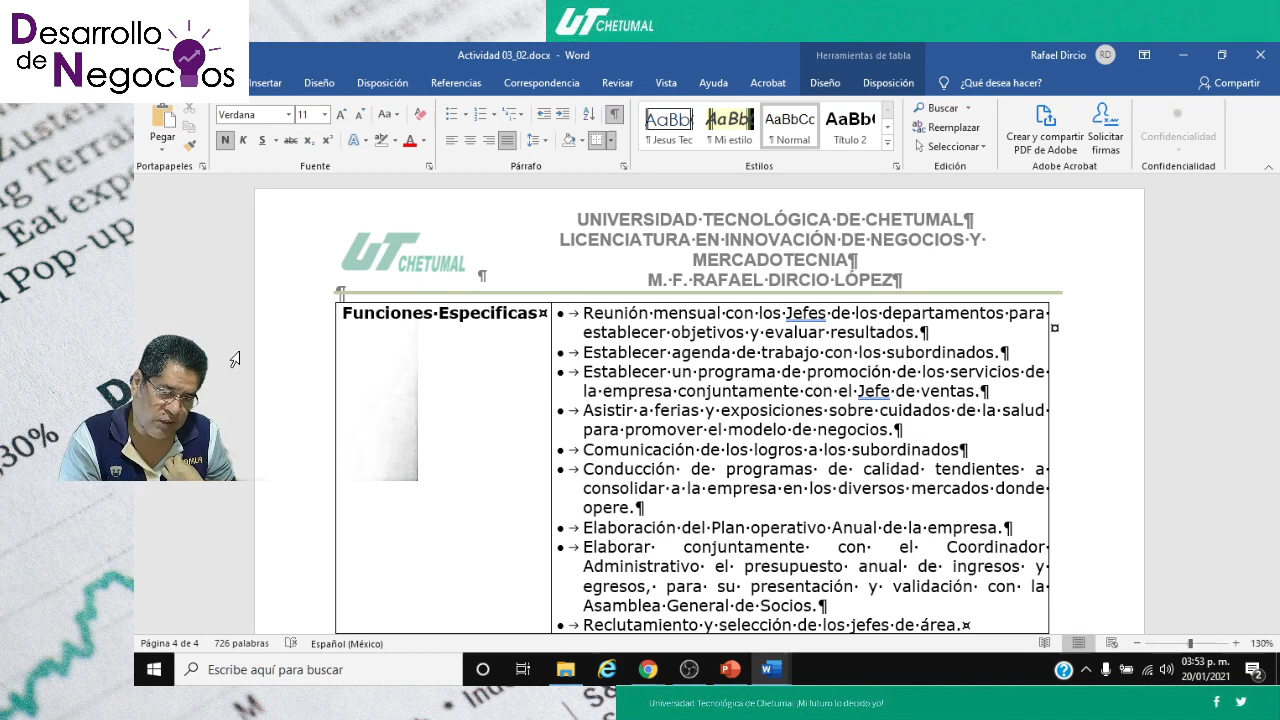 Desarrollo
de Negocios
UT CHETUMAL
Actividad 03_02.docx - Word
Herramientas de tabla
Rafael Dircio
RD
Insertar
Diseño
Disposición
Referencias
Correspondencia
Revisar
Vista
Ayuda
Acrobat
Diseño
Disposición
¿Qué desea hacer?
Compartir
Pegar
Verdana
11
AaBbC
¶ Jesus Tec
AaBbCc
¶ Mi estilo
AaBbCc
¶ Normal
AaBbC
Título 2
Buscar
Reemplazar
Seleccionar
Crear y compartir
PDF de Adobe
Solicitar
firmas
Confidencialidad
Portapapeles
Fuente
Párrafo
Estilos
Edición
Adobe Acrobat
Confidencialidad
Eat exp
Pop-up
,30%
UT CHETUMAL
UNIVERSIDAD·TECNOLÓGICA·DE·CHETUMAL¶
LICENCIATURA·EN·INNOVACIÓN·DE·NEGOCIOS·Y·
MERCADOTECNIA¶
M.·F.·RAFAEL·DIRCIO·LÓPEZ¶
Funciones·Especificas¤
•→Reunión·mensual·con·los·Jefes·de·los·departamentos·para·
establecer·objetivos·y·evaluar·resultados.¶
•→Establecer·agenda·de·trabajo·con·los·subordinados.¶
•→Establecer·un·programa·de·promoción·de·los·servicios·de·
la·empresa·conjuntamente·con·el·Jefe·de·ventas.¶
•→Asistir·a·ferias·y·exposiciones·sobre·cuidados·de·la·salud·
para·promover·el·modelo·de·negocios.¶
•→Comunicación·de·los·logros·a·los·subordinados¶
•→Conducción·de·programas·de·calidad·tendientes·a·
consolidar·a·la·empresa·en·los·diversos·mercados·donde·
opere.¶
•→Elaboración·del·Plan·operativo·Anual·de·la·empresa.¶
•→Elaborar·conjuntamente·con·el·Coordinador·
Administrativo·el·presupuesto·anual·de·ingresos·y·
egresos,·para·su·presentación·y·validación·con·la·
Asamblea·General·de·Socios.¶
•→Reclutamiento·y·selección·de·los·jefes·de·área.¤
Página 4 de 4
726 palabras
Español (México)
130%
Escribe aquí para buscar
03:53 p. m.
20/01/2021
2
Universidad Tecnológica de Chetumal ¡Mi futuro lo decido yo!